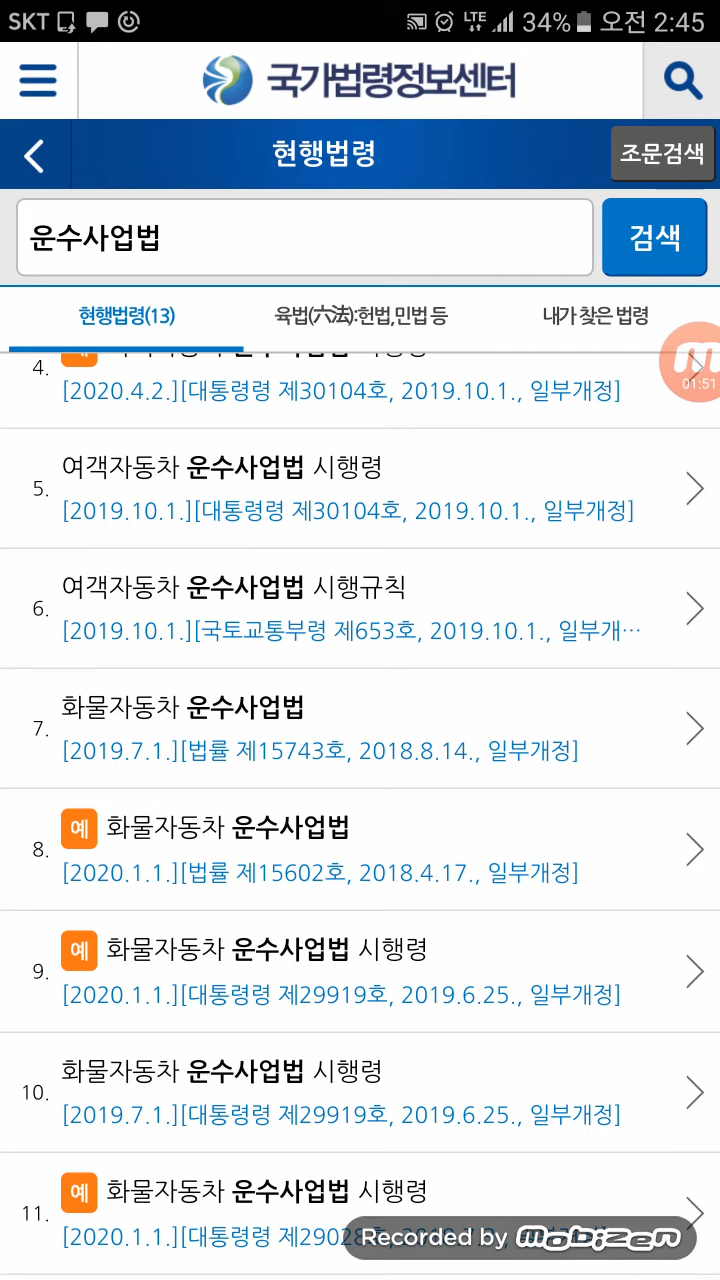 SKT LTE 34% 오전 2:45
국가법령정보센터
현행법령 조문검색
운수사업법 검색
현행법령(13) 육법(六法):헌법,민법 등 내가 찾은 법령
01:51
4.
[2020.4.2.][대통령령 제30104호, 2019.10.1., 일부개정]
5. 여객자동차 운수사업법 시행령
[2019.10.1.][대통령령 제30104호, 2019.10.1., 일부개정]
6. 여객자동차 운수사업법 시행규칙
[2019.10.1.][국토교통부령 제653호, 2019.10.1., 일부개…
7. 화물자동차 운수사업법
[2019.7.1.][법률 제15743호, 2018.8.14., 일부개정]
8. 예 화물자동차 운수사업법
[2020.1.1.][법률 제15602호, 2018.4.17., 일부개정]
9. 예 화물자동차 운수사업법 시행령
[2020.1.1.][대통령령 제29919호, 2019.6.25., 일부개정]
10. 화물자동차 운수사업법 시행령
[2019.7.1.][대통령령 제29919호, 2019.6.25., 일부개정]
11. 예 화물자동차 운수사업법 시행령
[2020.1.1.][대통령령
Recorded by mobizen